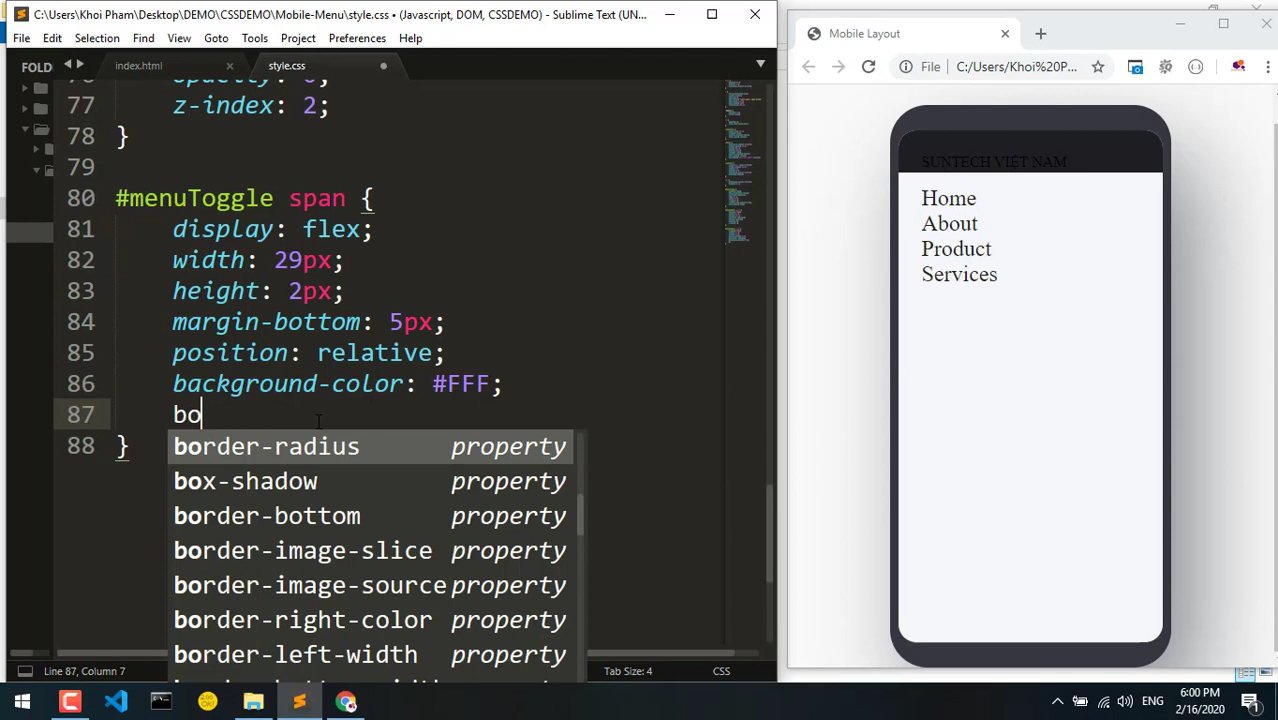 C:\Users\Khoi Pham\Desktop\DEMO\CSSDEMO\Mobile-Menu\style.css • (Javascript, DOM, CSSDEMO) - Sublime Text (UN...
File Edit Selection Find View Goto Tools Project Preferences Help
FOLD
index.html
style.css
77 z-index: 2;
78 }
79
80 #menuToggle span {
81 display: flex;
82 width: 29px;
83 height: 2px;
84 margin-bottom: 5px;
85 position: relative;
86 background-color: #FFF;
87 bo
88 }
border-radius property
box-shadow property
border-bottom property
border-image-slice property
border-image-source property
border-right-color property
border-left-width property
Line 87, Column 7
Tab Size: 4
CSS
Mobile Layout
File C:/Users/Khoi%20P...
SUNTECH VIỆT NAM
Home
About
Product
Services
ENG
6:00 PM
2/16/2020